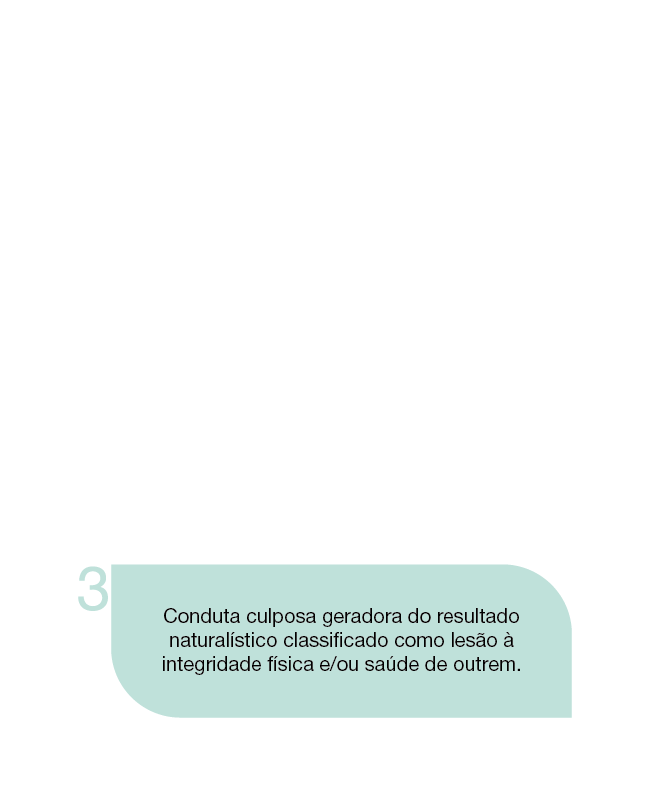 3
Conduta culposa geradora do resultado
naturalístico classificado como lesão à
integridade física e/ou saúde de outrem.